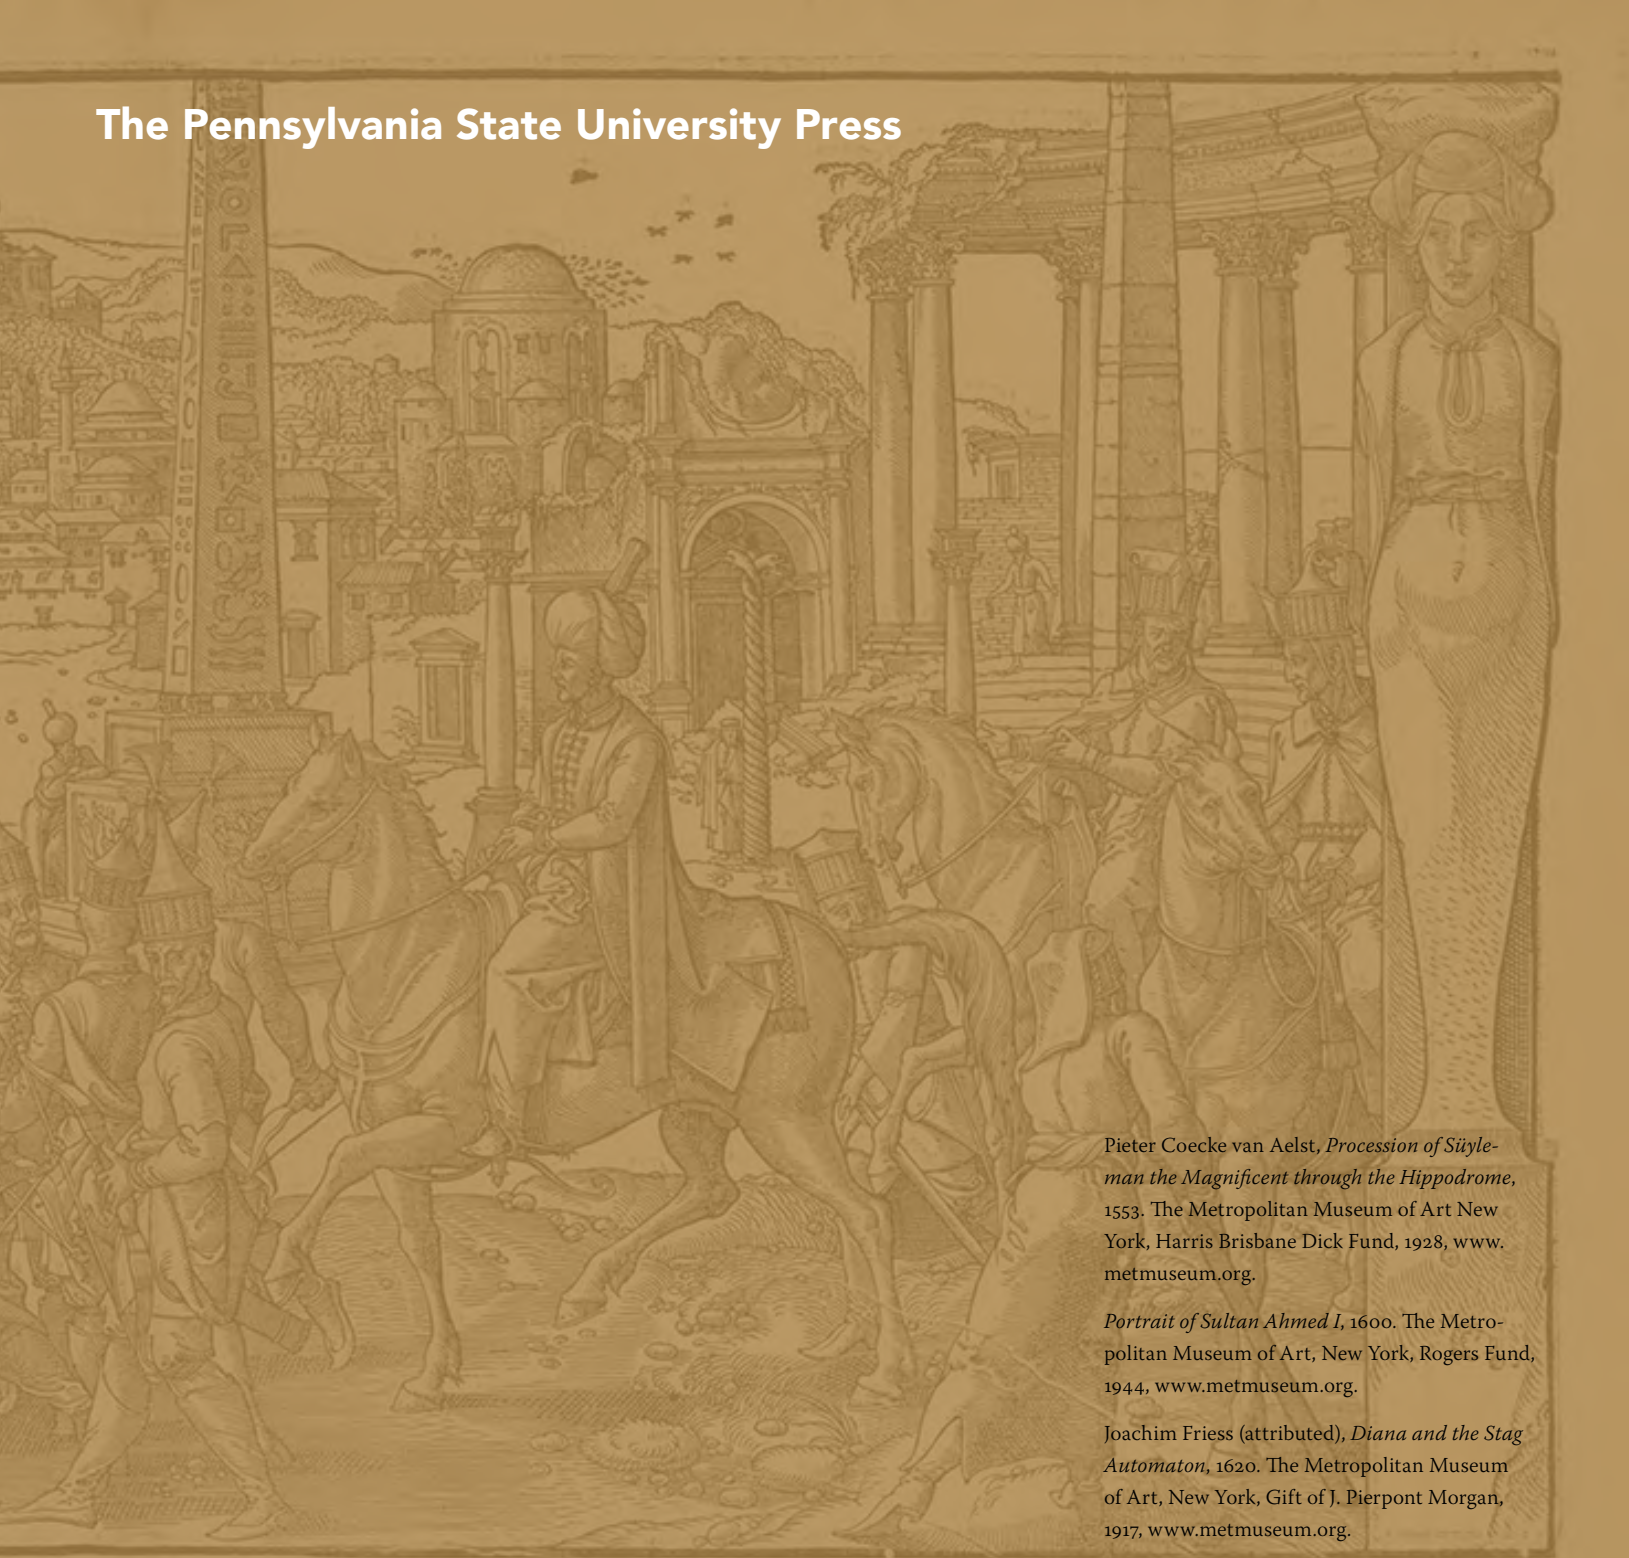 The Pennsylvania State University Press
Pieter Coecke van Aelst, Procession of Süyle-
man the Magnificent through the Hippodrome,
1553. The Metropolitan Museum of Art New
York, Harris Brisbane Dick Fund, 1928, www.
metmuseum.org.
Portrait of Sultan Ahmed I, 1600. The Metro-
politan Museum of Art, New York, Rogers Fund,
1944, www.metmuseum.org.
Joachim Friess (attributed), Diana and the Stag
Automaton, 1620. The Metropolitan Museum
of Art, New York, Gift of J. Pierpont Morgan,
1917, www.metmuseum.org.